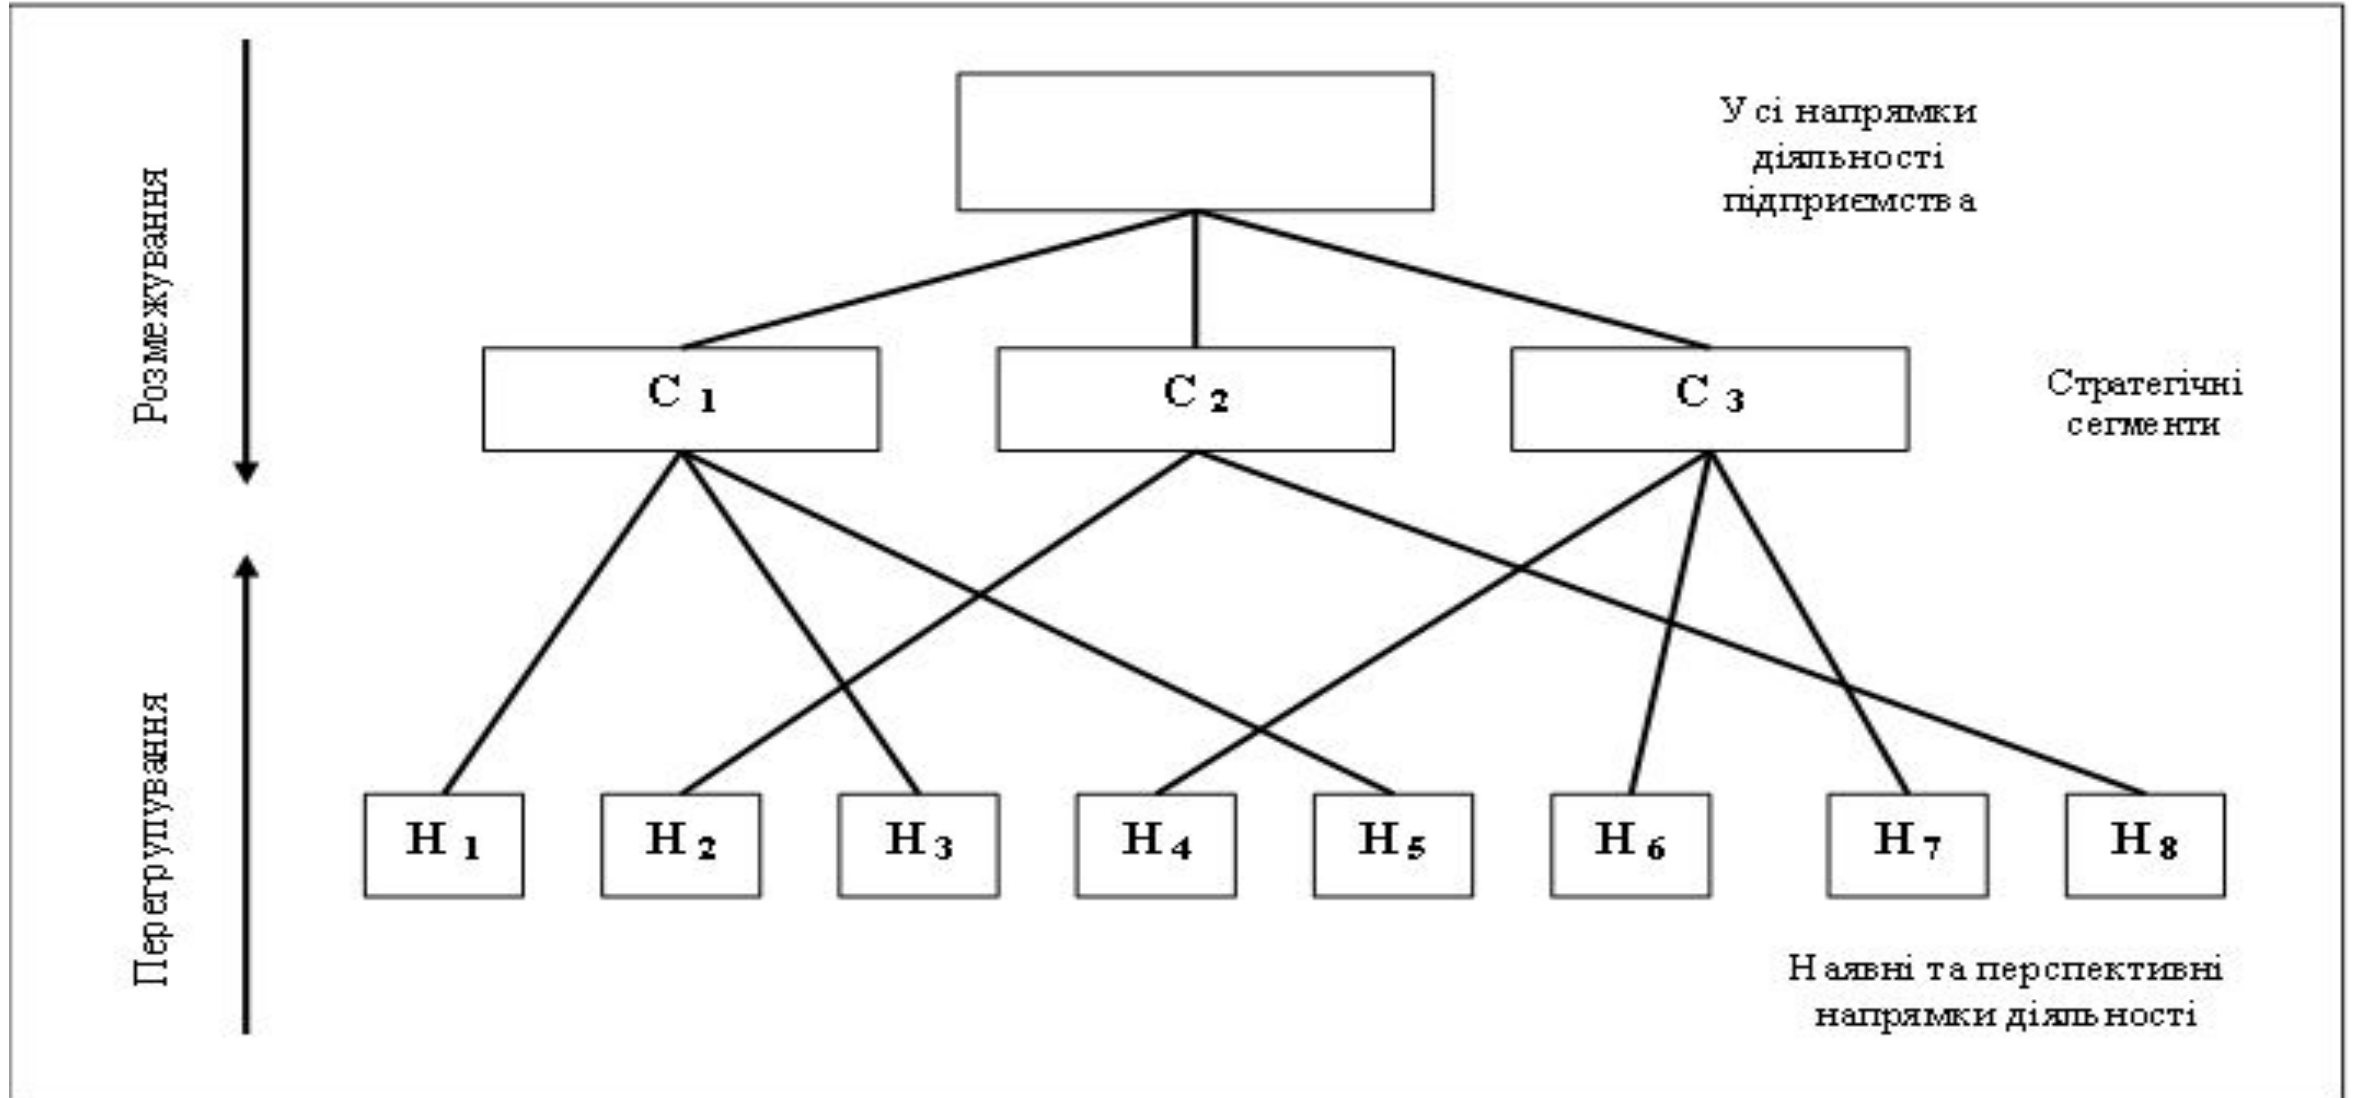 Усі напрямки
діяльності
підприємства
Розмежування
С 1
С 2
С 3
Стратегічні
сегменти
Перегрупування
Н 1
Н 2
Н 3
Н 4
Н 5
Н 6
Н 7
Н 8
Наявні та перспективні
напрямки діяльності